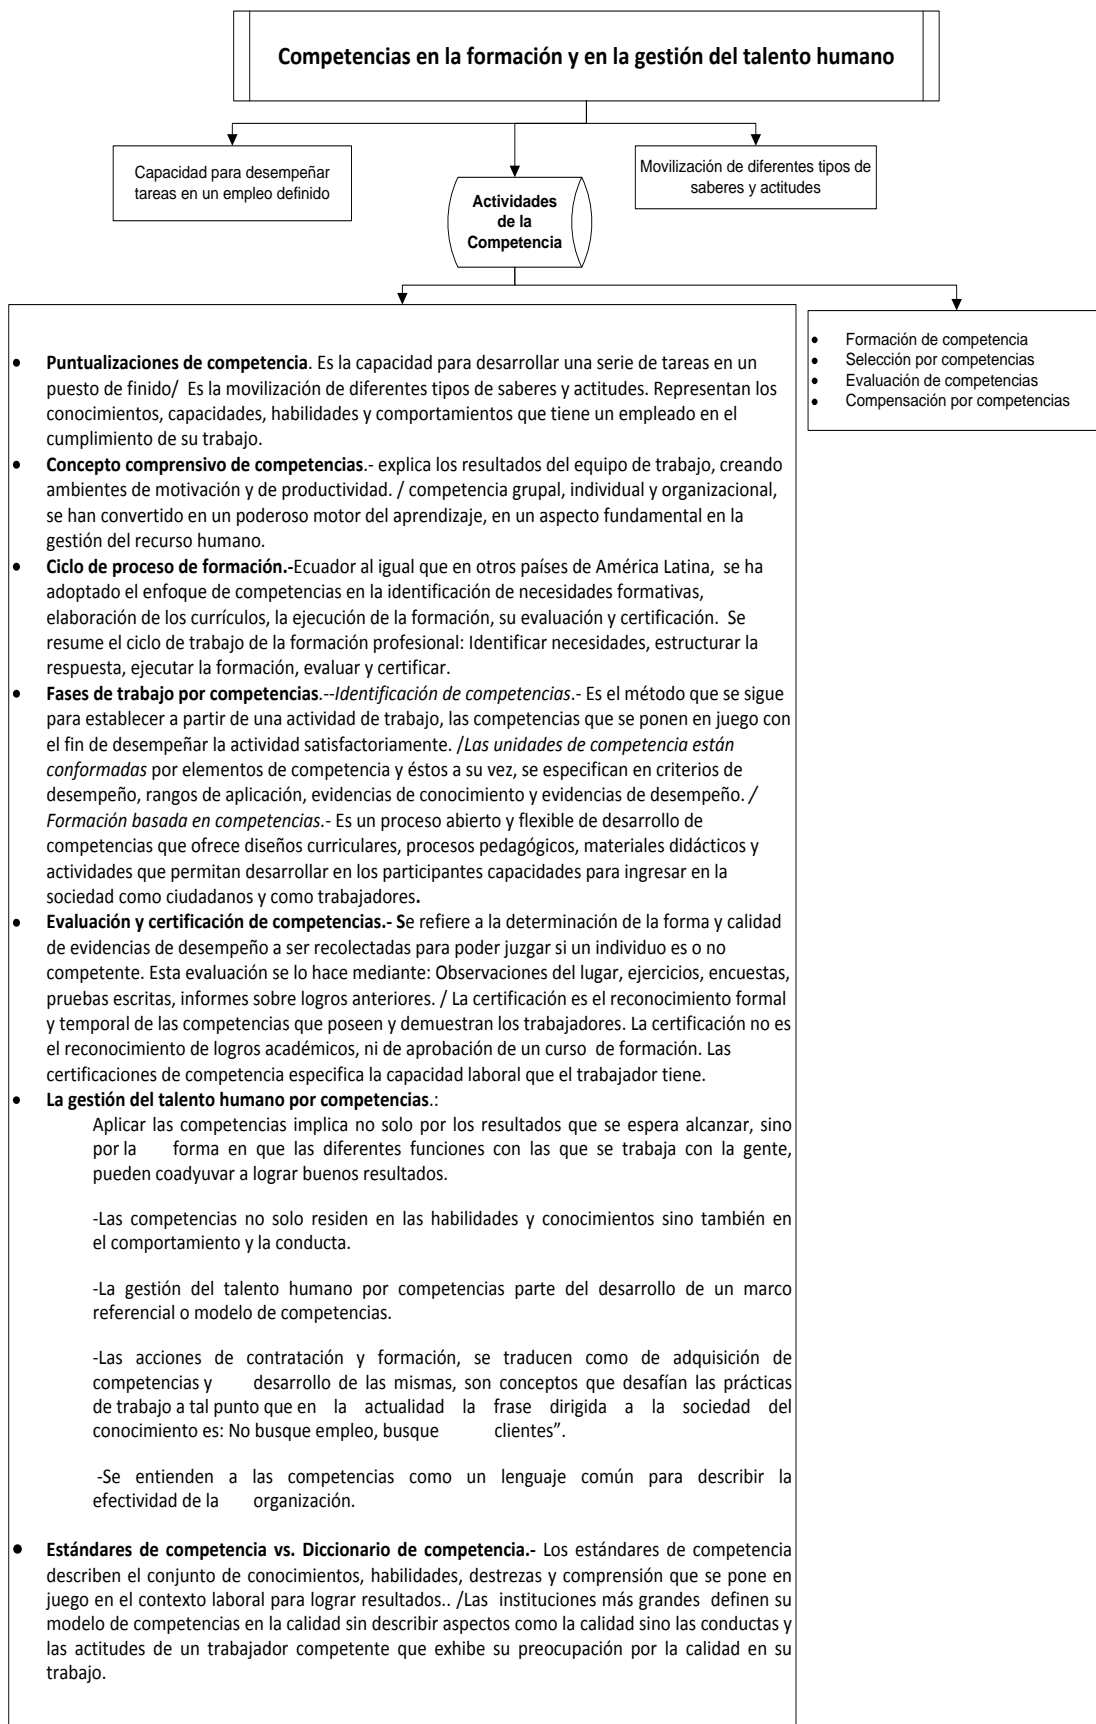 Competencias en la formación y en la gestión del talento humano
Capacidad para desempeñar
tareas en un empleo definido
Actividades
de la
Competencia
Movilización de diferentes tipos de
saberes y actitudes
• Puntualizaciones de competencia. Es la capacidad para desarrollar una serie de tareas en un
puesto de finido/ Es la movilización de diferentes tipos de saberes y actitudes. Representan los
conocimientos, capacidades, habilidades y comportamientos que tiene un empleado en el
cumplimiento de su trabajo.
• Concepto comprensivo de competencias.- explica los resultados del equipo de trabajo, creando
ambientes de motivación y de productividad. / competencia grupal, individual y organizacional,
se han convertido en un poderoso motor del aprendizaje, en un aspecto fundamental en la
gestión del recurso humano.
• Ciclo de proceso de formación.-Ecuador al igual que en otros países de América Latina, se ha
adoptado el enfoque de competencias en la identificación de necesidades formativas,
elaboración de los currículos, la ejecución de la formación, su evaluación y certificación. Se
resume el ciclo de trabajo de la formación profesional: Identificar necesidades, estructurar la
respuesta, ejecutar la formación, evaluar y certificar.
• Fases de trabajo por competencias.--Identificación de competencias.- Es el método que se sigue
para establecer a partir de una actividad de trabajo, las competencias que se ponen en juego con
el fin de desempeñar la actividad satisfactoriamente. /Las unidades de competencia están
conformadas por elementos de competencia y éstos a su vez, se especifican en criterios de
desempeño, rangos de aplicación, evidencias de conocimiento y evidencias de desempeño. /
Formación basada en competencias.- Es un proceso abierto y flexible de desarrollo de
competencias que ofrece diseños curriculares, procesos pedagógicos, materiales didácticos y
actividades que permitan desarrollar en los participantes capacidades para ingresar en la
sociedad como ciudadanos y como trabajadores.
• Evaluación y certificación de competencias.- Se refiere a la determinación de la forma y calidad
de evidencias de desempeño a ser recolectadas para poder juzgar si un individuo es o no
competente. Esta evaluación se lo hace mediante: Observaciones del lugar, ejercicios, encuestas,
pruebas escritas, informes sobre logros anteriores. / La certificación es el reconocimiento formal
y temporal de las competencias que poseen y demuestran los trabajadores. La certificación no es
el reconocimiento de logros académicos, ni de aprobación de un curso de formación. Las
certificaciones de competencia especifica la capacidad laboral que el trabajador tiene.
• La gestión del talento humano por competencias.:
Aplicar las competencias implica no solo por los resultados que se espera alcanzar, sino
por la forma en que las diferentes funciones con las que se trabaja con la gente,
pueden coadyuvar a lograr buenos resultados.
-Las competencias no solo residen en las habilidades y conocimientos sino también en
el comportamiento y la conducta.
-La gestión del talento humano por competencias parte del desarrollo de un marco
referencial o modelo de competencias.
-Las acciones de contratación y formación, se traducen como de adquisición de
competencias y desarrollo de las mismas, son conceptos que desafían las prácticas
de trabajo a tal punto que en la actualidad la frase dirigida a la sociedad del
conocimiento es: No busque empleo, busque clientes”.
-Se entienden a las competencias como un lenguaje común para describir la
efectividad de la organización.
• Estándares de competencia vs. Diccionario de competencia.- Los estándares de competencia
describen el conjunto de conocimientos, habilidades, destrezas y comprensión que se pone en
juego en el contexto laboral para lograr resultados.. /Las instituciones más grandes definen su
modelo de competencias en la calidad sin describir aspectos como la calidad sino las conductas y
las actitudes de un trabajador competente que exhibe su preocupación por la calidad en su
trabajo.
• Formación de competencia
• Selección por competencias
• Evaluación de competencias
• Compensación por competencias